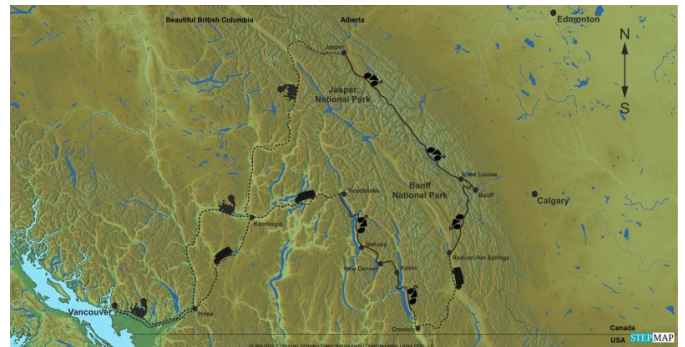 Beautiful British Columbia
Alberta
Edmonton
N
S
Jasper
Jasper
National Park
Lake Louise
Banff
Banff
National Park
Calgary
Revelstoke
Kamloops
Nakusp
New Denver
Kaslo
Radium Hot Springs
Vancouver
Hope
Creston
Canada
USA
STEPMAP